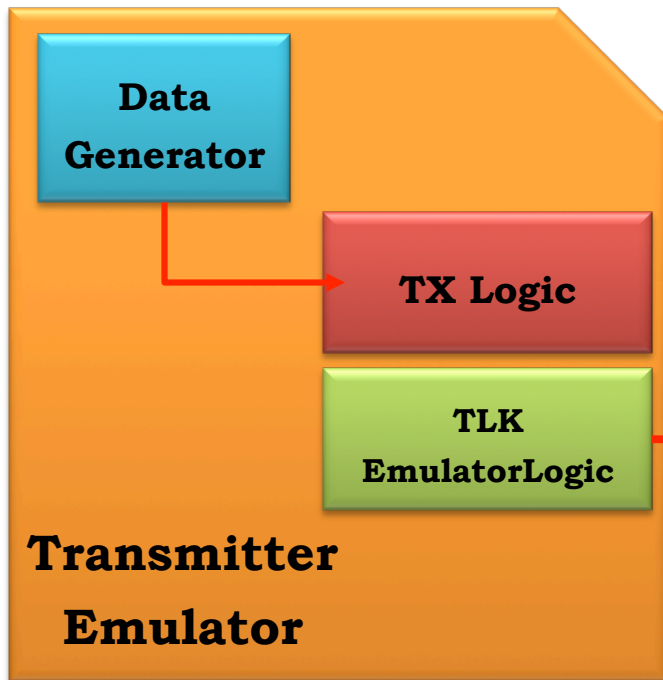 Data
Generator
TX Logic
TLK
EmulatorLogic
Transmitter
Emulator